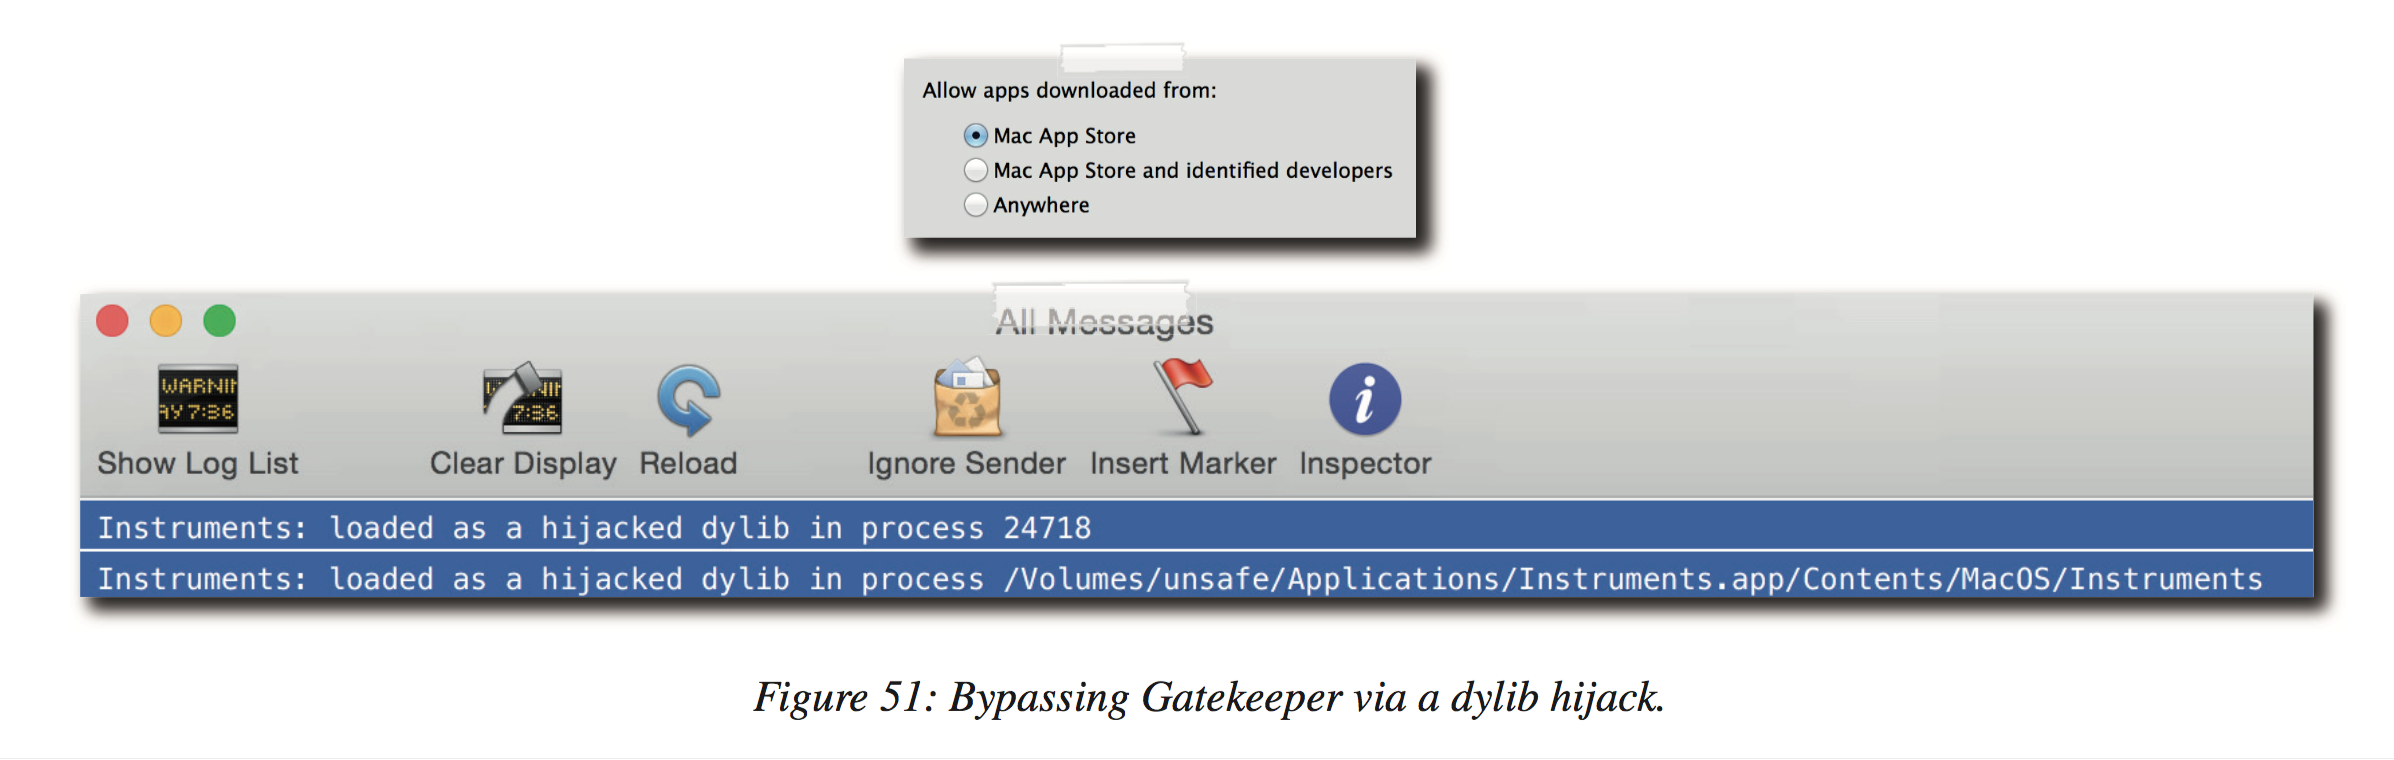 Allow apps downloaded from:
Mac App Store
Mac App Store and identified developers
Anywhere
All Messages
WARNIN
AY 7:36
7:36
Show Log List
Clear Display
Reload
Ignore Sender
Insert Marker
Inspector
Instruments: loaded as a hijacked dylib in process 24718
Instruments: loaded as a hijacked dylib in process /Volumes/unsafe/Applications/Instruments.app/Contents/MacOS/Instruments
Figure 51: Bypassing Gatekeeper via a dylib hijack.